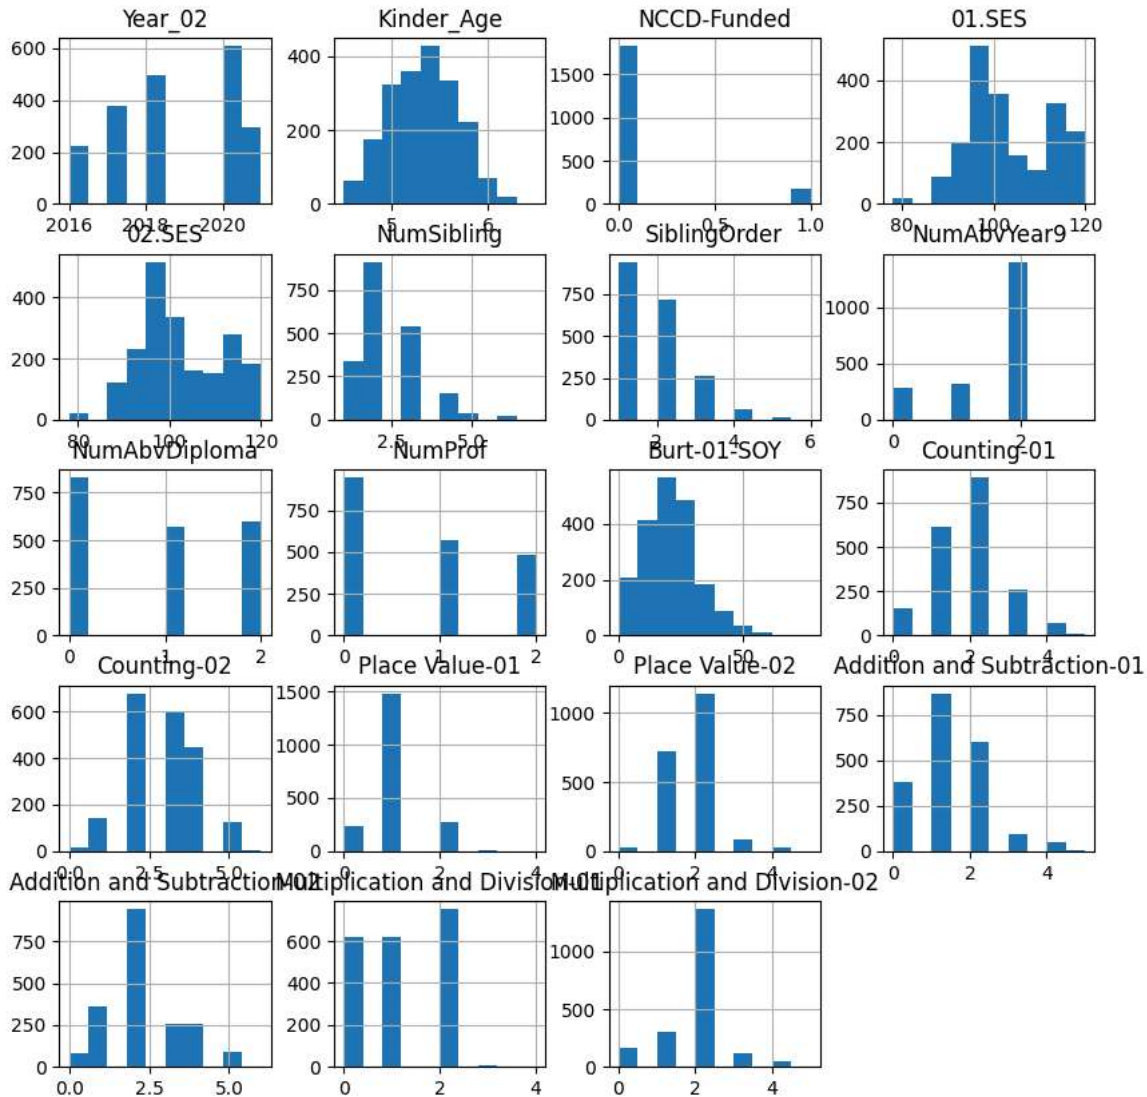 Year_02 Kinder_Age NCCD-Funded 01.SES
600 400 1500 400
400 1000
200 200 500 200
0 0 0 0
2016 2018 2020 5 6 0.0 0.5 1.0 80 100 120
02.SES NumSibling SiblingOrder NumAbvYear9
400 750 750 1000
200 500 500 500
250 250
0 0 0 0
80 100 120 2.5 5.0 2 4 6 0 2
NumAbvDiploma NumProf Burt-01-SOY Counting-01
750 750 400 750
500 500 200 500
250 250 250
0 0 0 0
0 1 2 0 1 2 0 50 0 2 4
Counting-02 Place Value-01 Place Value-02 Addition and Subtraction-01
600 1500 1000 750
400 1000 500
200 500 500 250
0 0 0 0
0.0 2.5 5.0 0 2 4 0 2 4 0 2 4
Addition and Subtraction-02 Multiplication and Division-01 Multiplication and Division-02
750 600 1000
500 400
250 200 500
0 0 0
0.0 2.5 5.0 0 2 4 0 2 4